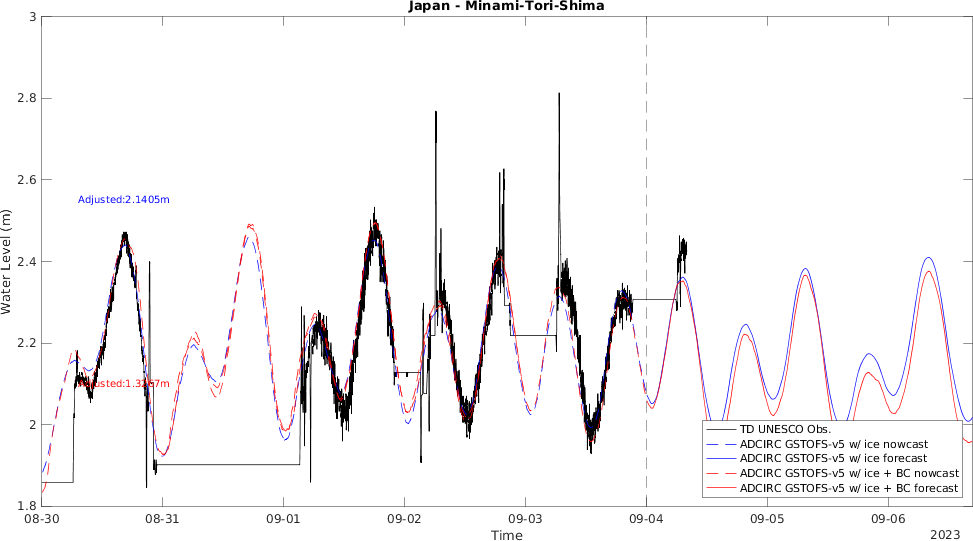 Japan - Minami-Tori-Shima
3
2.8
2.6
2.4
2.2
2
1.8
Water Level (m)
Adjusted:2.1405m
Adjusted:1.3267m
TD UNESCO Obs.
ADCIRC GSTOFS-v5 w/ ice nowcast
ADCIRC GSTOFS-v5 w/ ice forecast
ADCIRC GSTOFS-v5 w/ ice + BC nowcast
ADCIRC GSTOFS-v5 w/ ice + BC forecast
08-30 08-31 09-01 09-02 09-03 09-04 09-05 09-06
Time
2023